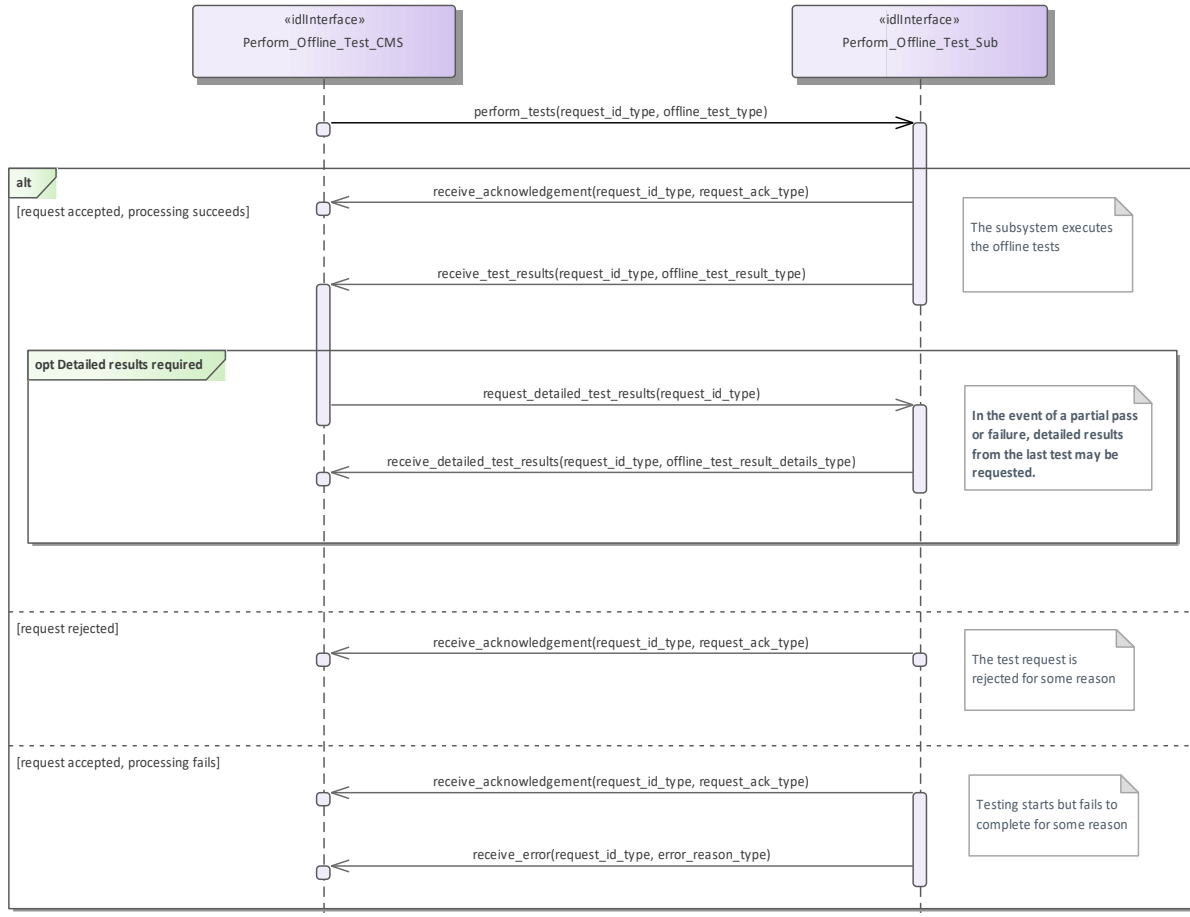 «idlInterface»
Perform_Offline_Test_CMS
«idlInterface»
Perform_Offline_Test_Sub
perform_tests(request_id_type, offline_test_type)
alt
[request accepted, processing succeeds]
receive_acknowledgement(request_id_type, request_ack_type)
The subsystem executes
the offline tests
receive_test_results(request_id_type, offline_test_result_type)
opt Detailed results required
request_detailed_test_results(request_id_type)
In the event of a partial pass
or failure, detailed results
from the last test may be
requested.
receive_detailed_test_results(request_id_type, offline_test_result_details_type)
[request rejected]
receive_acknowledgement(request_id_type, request_ack_type)
The test request is
rejected for some reason
[request accepted, processing fails]
receive_acknowledgement(request_id_type, request_ack_type)
Testing starts but fails to
complete for some reason
receive_error(request_id_type, error_reason_type)